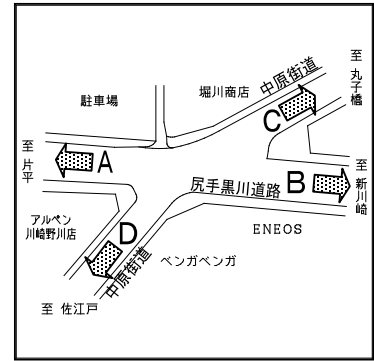 至 丸子橋
中原街道
堀川商店
駐車場
C
至 片平
A
尻手黒川道路
B
至 新川崎
アルペン
川崎野川店
D
ENEOS
中原街道
ベンガベンガ
至 佐江戸